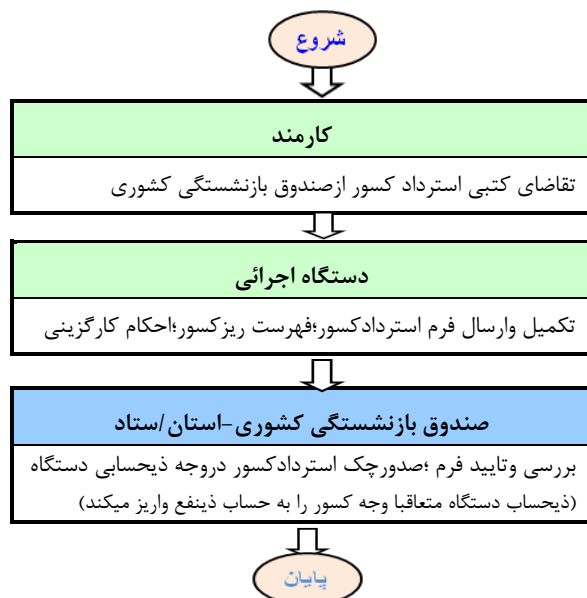 شروع
کارمند
تقاضای کتبی استرداد کسور ازصندوق بازنشستگی کشوری
دستگاه اجرائی
تکمیل وارسال فرم استردادکسور؛فهرست ریزکسور؛احکام کارگزینی
صندوق بازنشستگی کشوری-استان/ستاد
بررسی وتایید فرم ؛صدورچک استردادکسور دروجه ذیحسابی دستگاه
(ذیحساب دستگاه متعاقبا وجه کسور را به حساب ذینفع واریز میکند)
پایان